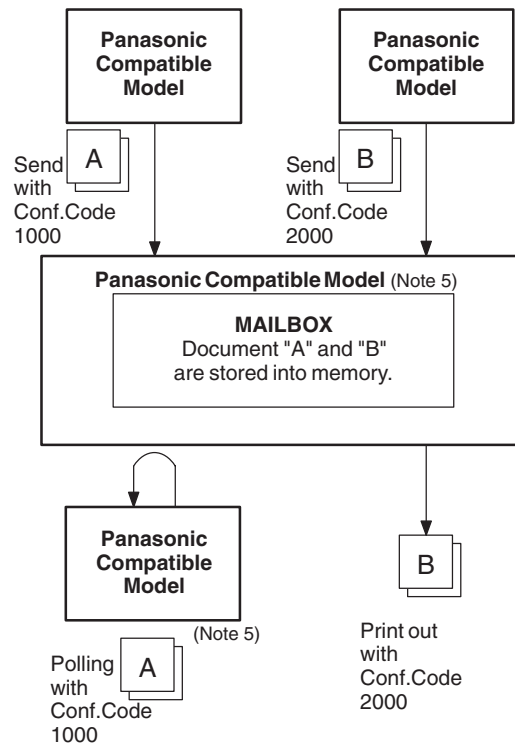 Panasonic
Compatible
Model
Panasonic
Compatible
Model
A
Send
with
Conf.Code
1000
B
Send
with
Conf.Code
2000
Panasonic Compatible Model (Note 5)
MAILBOX
Document "A" and "B"
are stored into memory.
Panasonic
Compatible
Model
(Note 5)
A
Polling
with
Conf.Code
1000
B
Print out
with
Conf.Code
2000